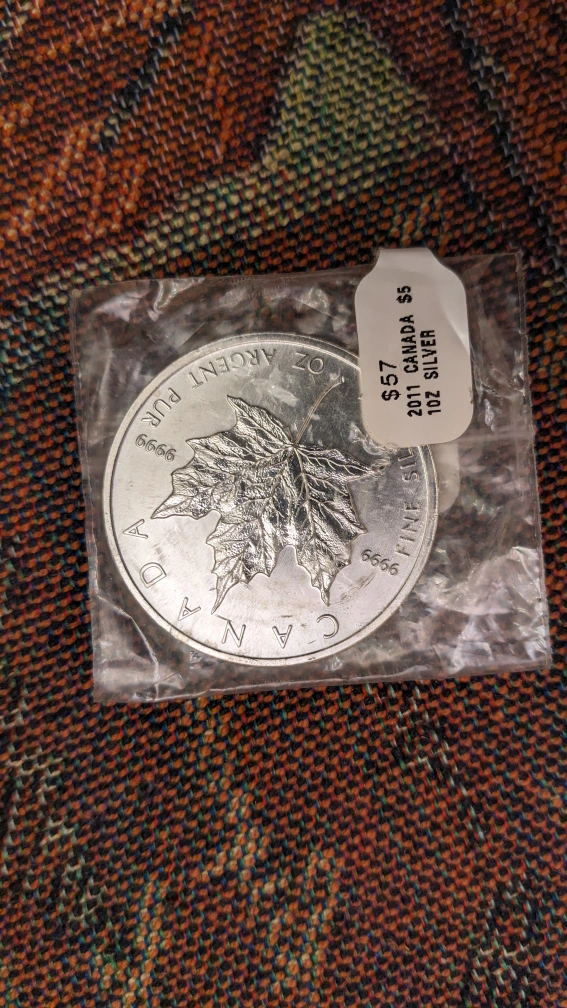 $57
2011 CANADA $5
1OZ SILVER
CANADA
9999
FINE SIL
OZ ARGENT PUR
9999